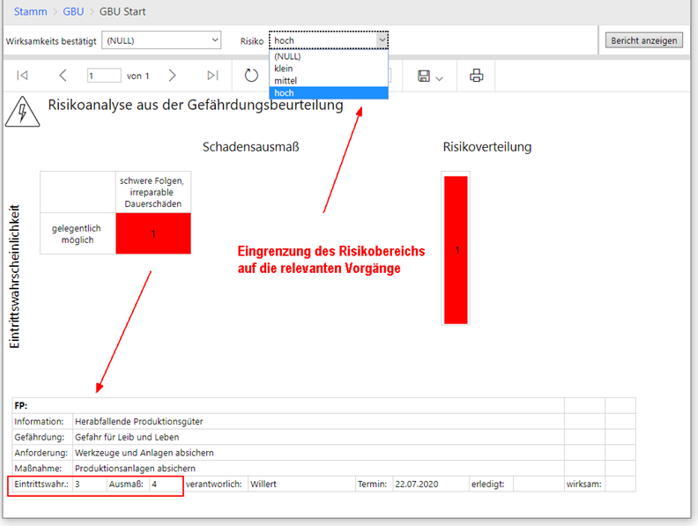 Stamm > GBU > GBU Start
Wirksamkeits bestätigt (NULL) Risiko hoch Bericht anzeigen
(NULL)
klein
mittel
hoch
1 von 1
Risikoanalyse aus der Gefährdungsbeurteilung
Schadensausmaß Risikoverteilung
Eintrittswahrscheinlichkeit
schwere Folgen,
irreparable
Dauerschäden
gelegentlich
möglich
1
1
Eingrenzung des Risikobereichs
auf die relevanten Vorgänge
FP:
Information: Herabfallende Produktionsgüter
Gefährdung: Gefahr für Leib und Leben
Anforderung: Werkzeuge und Anlagen absichern
Maßnahme: Produktionsanlagen absichern
Eintrittswahr.: 3 Ausmaß: 4 verantworlich: Willert Termin: 22.07.2020 erledigt: wirksam: